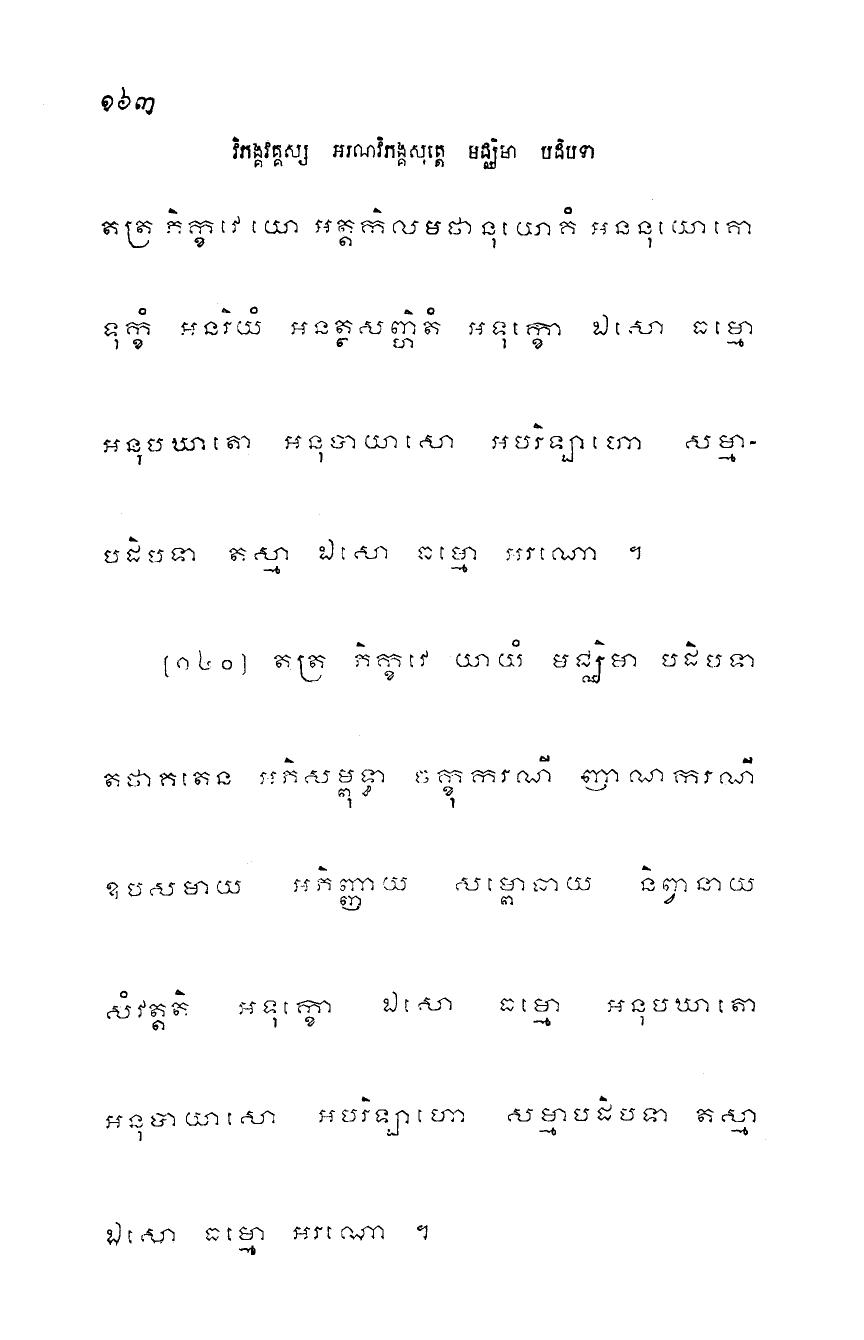 ១៦៣
វិភង្គវគ្គស្ស អរណវិភង្គសុត្តេ មជ្ឈិមា បដិបទា
តត្រ ភិក្ខវេ យោ អត្តកិលមថានុយោគំ អននុយោគោ
ទុក្ខំ អនរិយំ អនត្ថសញ្ហិតំ អទុក្ខោ ឯសោ ធម្មោ
អនុបឃាតោ អនុបាយាសោ អបរិឡាហោ សម្មា-
បដិបទា តស្មា ឯសោ ធម្មោ អរណោ ។
(១៤០) តត្រ ភិក្ខវេ យាយំ មជ្ឈិមា បដិបទា
តថាគតេន អភិសម្ពុទ្ធា ចក្ខុករណី ញាណករណី
ឧបសមាយ អភិញ្ញាយ សម្ពោធាយ និព្វានាយ
សំវត្តតិ អទុក្ខោ ឯសោ ធម្មោ អនុបឃាតោ
អនុបាយាសោ អបរិឡាហោ សម្មាបដិបទា តស្មា
ឯសោ ធម្មោ អរណោ ។